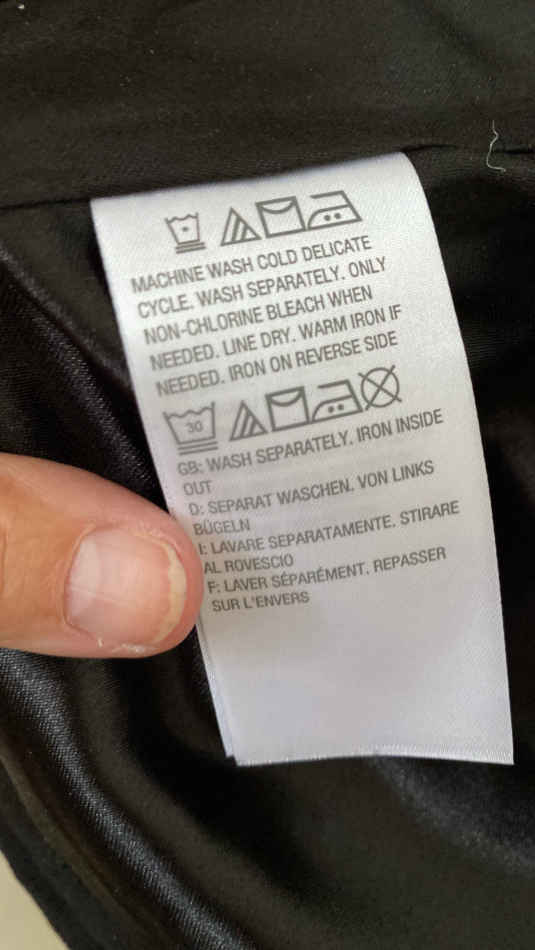 MACHINE WASH COLD DELICATE
CYCLE. WASH SEPARATELY. ONLY
NON-CHLORINE BLEACH WHEN
NEEDED. LINE DRY. WARM IRON IF
NEEDED. IRON ON REVERSE SIDE
30
GB: WASH SEPARATELY. IRON INSIDE
OUT
D: SEPARAT WASCHEN. VON LINKS
BÜGELN
I: LAVARE SEPARATAMENTE. STIRARE
AL ROVESCIO
F: LAVER SÉPARÉMENT. REPASSER
SUR L'ENVERS